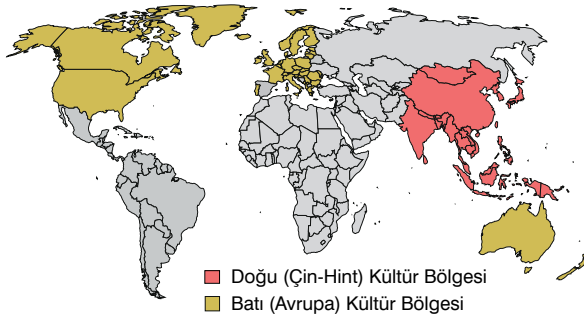 Doğu (Çin-Hint) Kültür Bölgesi
Batı (Avrupa) Kültür Bölgesi